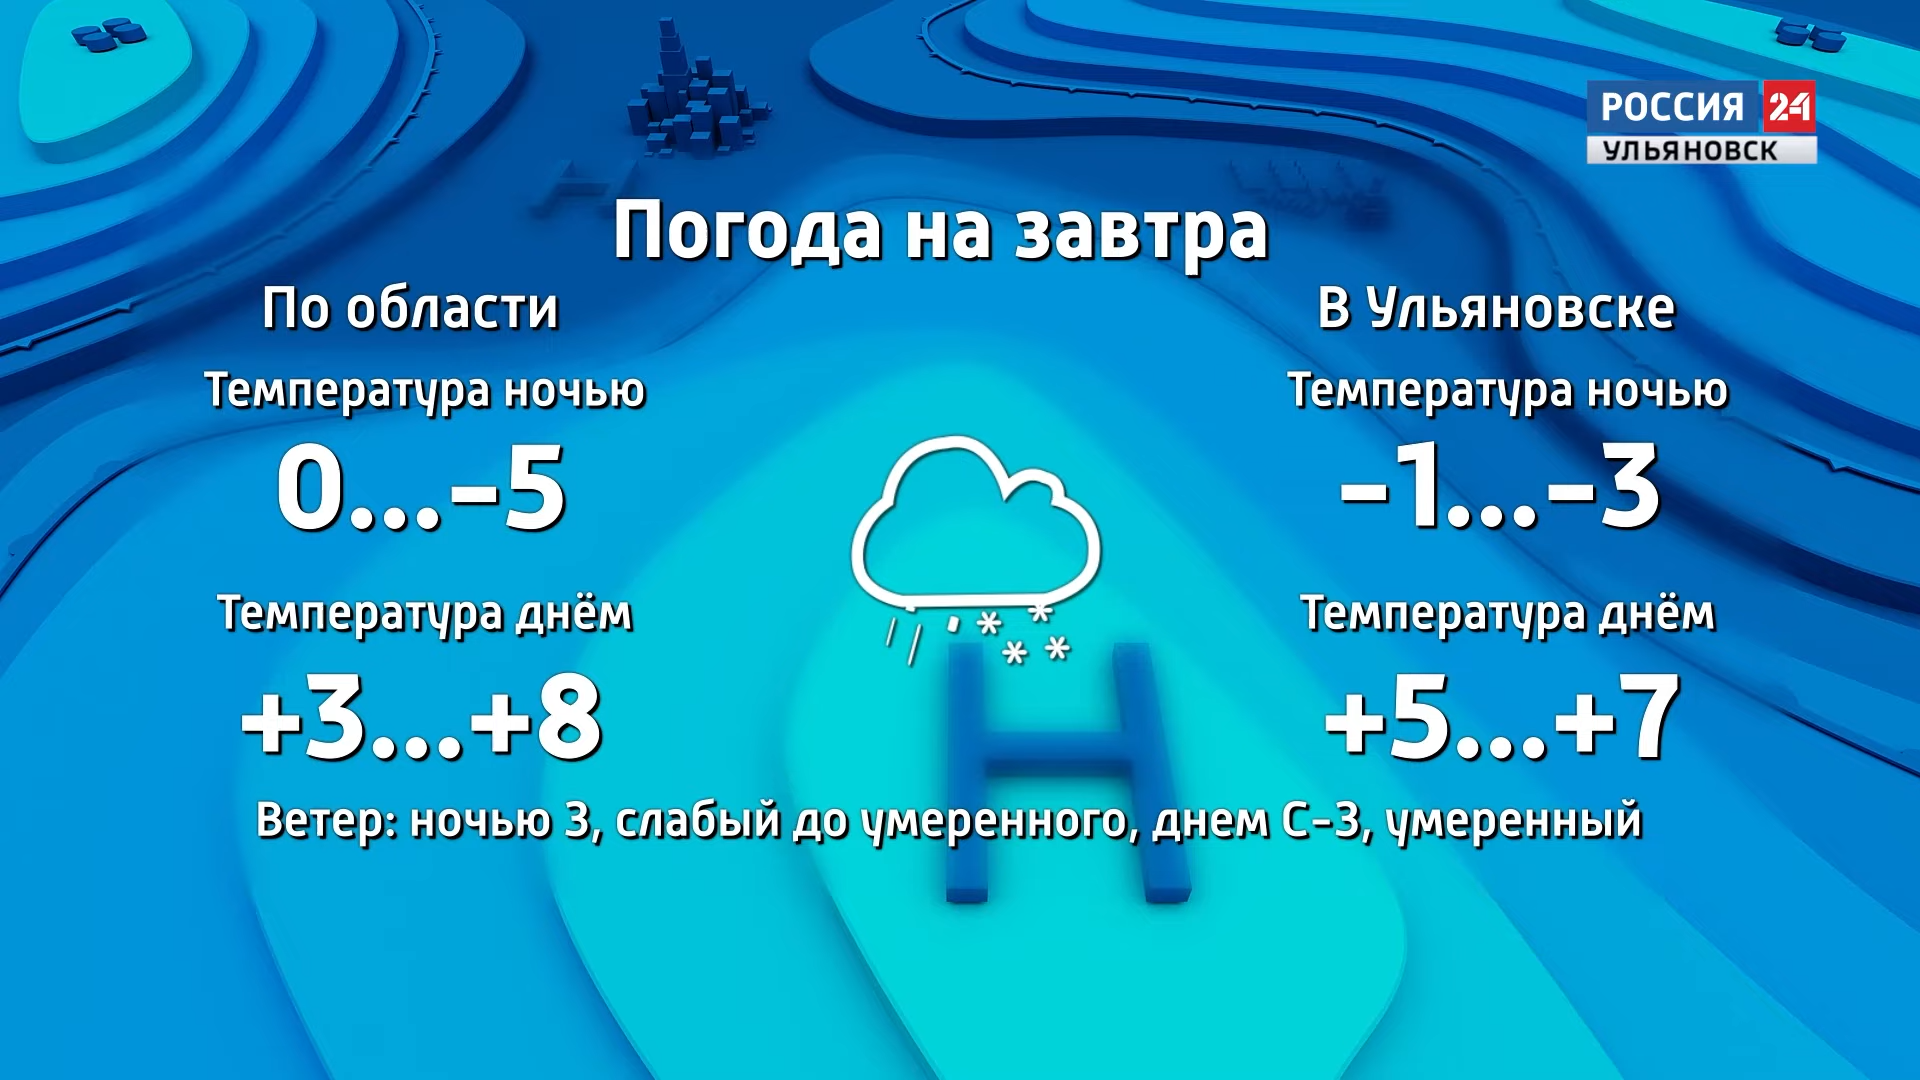 РОССИЯ 24
УЛЬЯНОВСК
Погода на завтра
По области
Температура ночью
0...-5
Температура днём
+3...+8
В Ульяновске
Температура ночью
-1...-3
Температура днём
+5...+7
Ветер: ночью З, слабый до умеренного, днем С-З, умеренный
Н